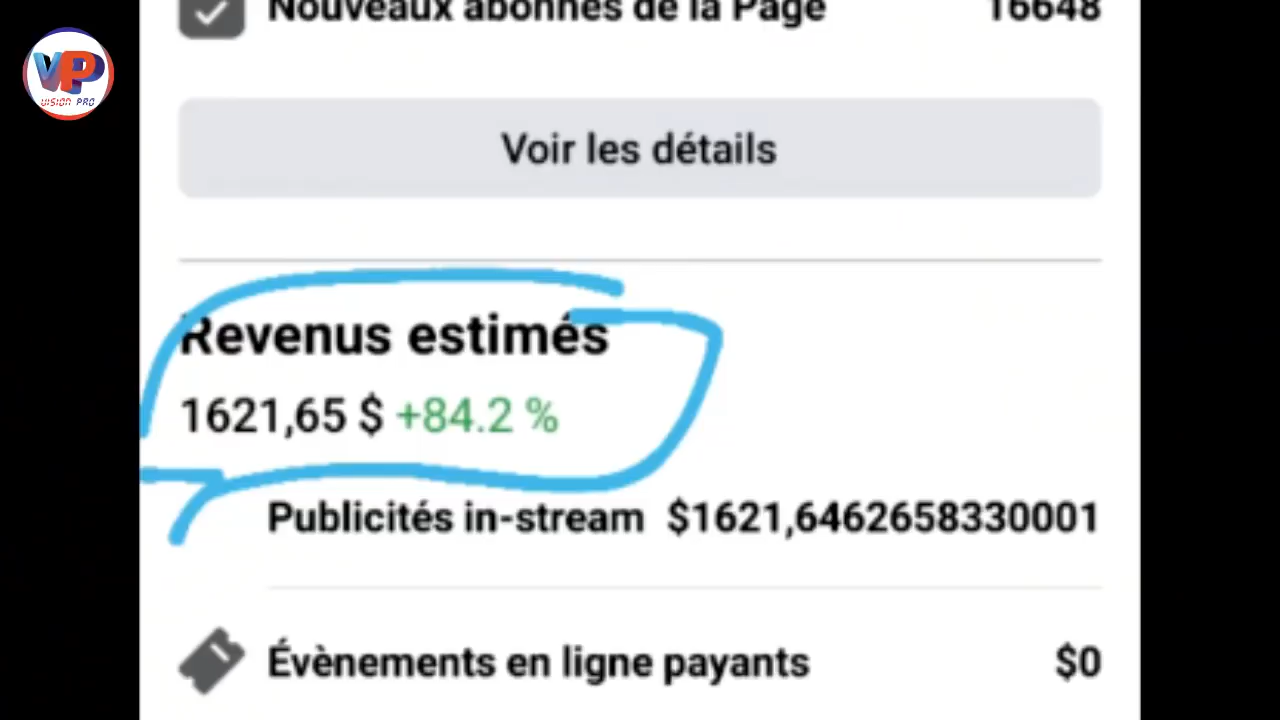 Nouveaux abonnés de la Page 16648
VP
VISION PRO
Voir les détails
Revenus estimés
1621,65 $ +84.2 %
Publicités in-stream $1621,6462658330001
Évènements en ligne payants $0